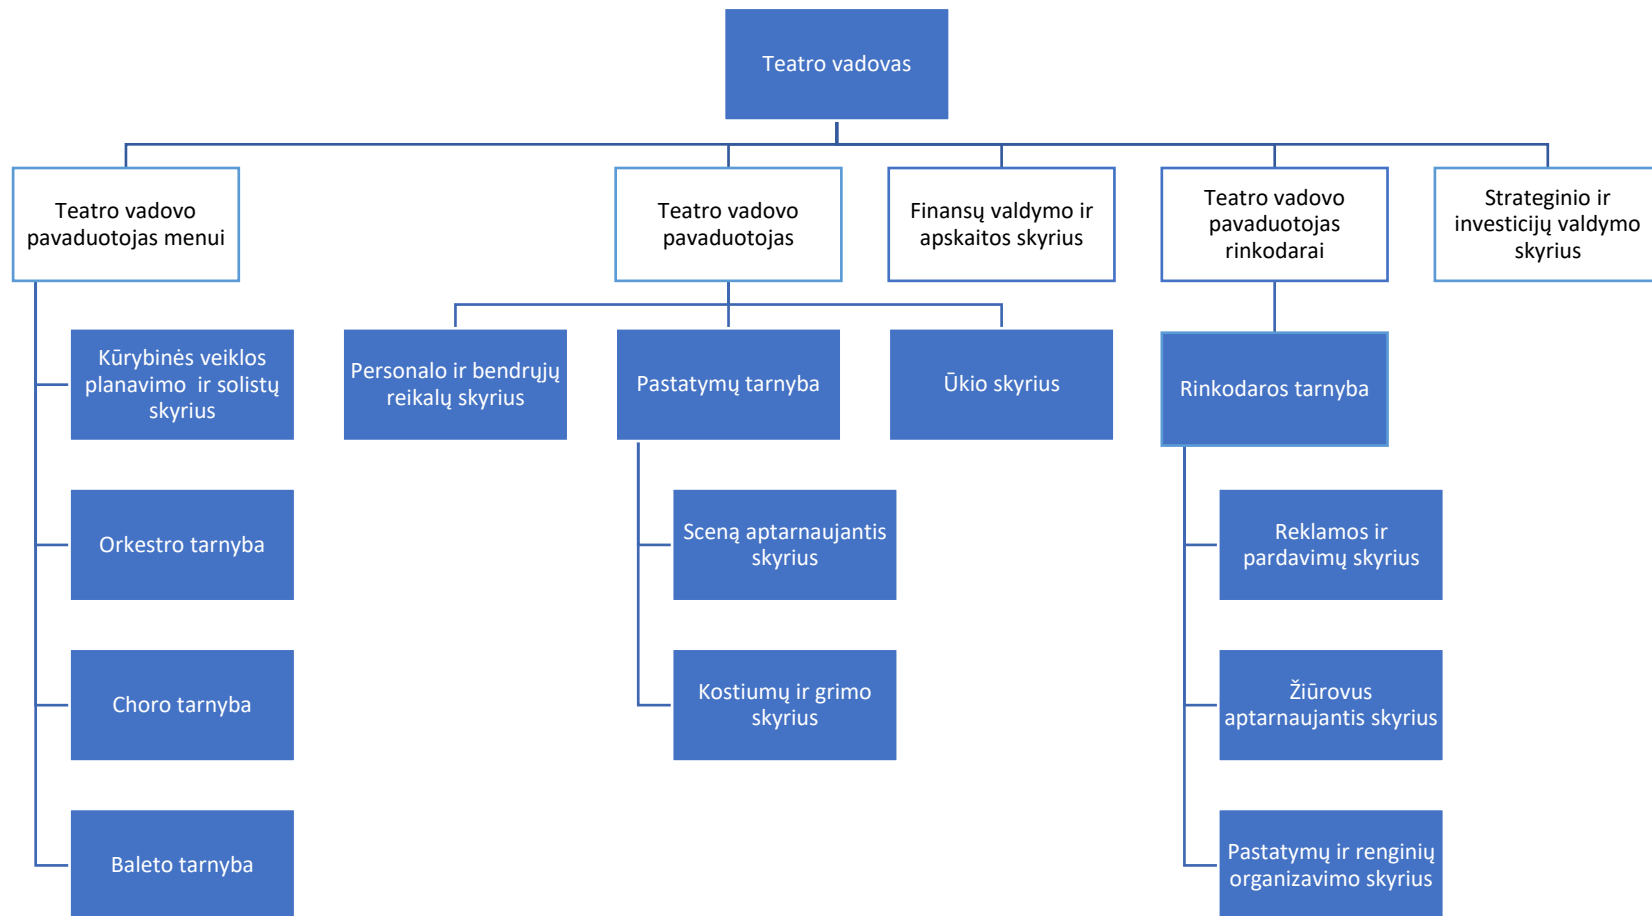 Teatro vadovas
Teatro vadovo
pavaduotojas menui
Teatro vadovo
pavaduotojas
Finansų valdymo ir
apskaitos skyrius
Teatro vadovo
pavaduotojas
rinkodarai
Strateginio ir
investicijų valdymo
skyrius
Kūrybinės veiklos
planavimo  ir solistų
skyrius
Personalo ir bendrųjų
reikalų skyrius
Pastatymų tarnyba
Ūkio skyrius
Rinkodaros tarnyba
Orkestro tarnyba
Sceną aptarnaujantis
skyrius
Reklamos ir
pardavimų skyrius
Choro tarnyba
Kostiumų ir grimo
skyrius
Žiūrovus
aptarnaujantis skyrius
Baleto tarnyba
Pastatymų ir renginių
organizavimo skyrius